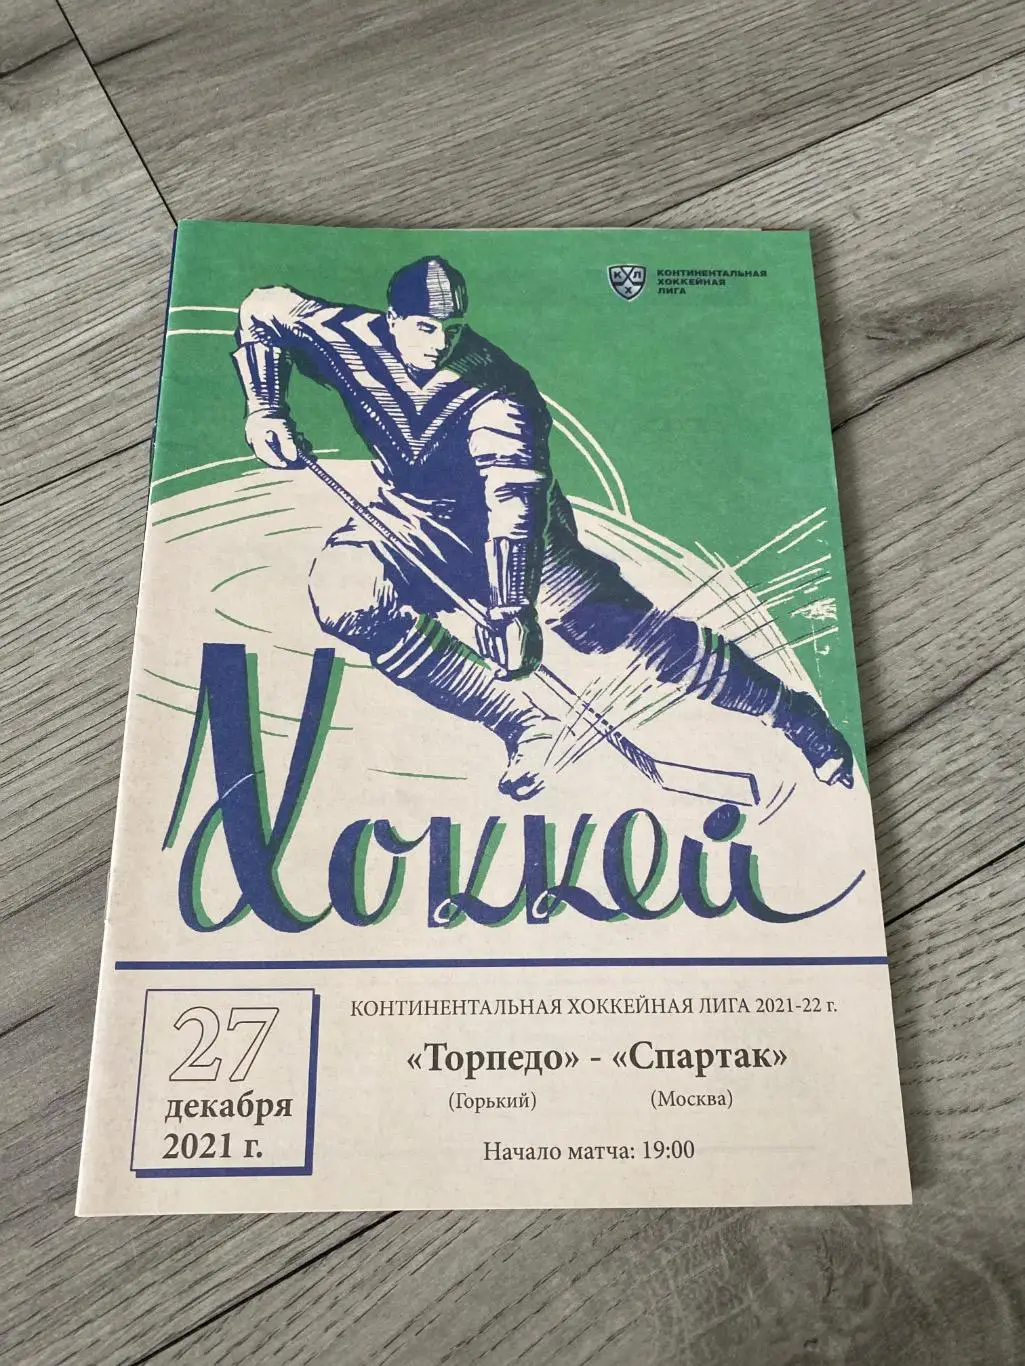 КХЛ
КОНТИНЕНТАЛЬНАЯ
ХОККЕЙНАЯ
ЛИГА
Хоккей
27
декабря
2021 г.
КОНТИНЕНТАЛЬНАЯ ХОККЕЙНАЯ ЛИГА 2021-22 г.
«Торпедо» - «Спартак»
(Горький) (Москва)
Начало матча: 19:00